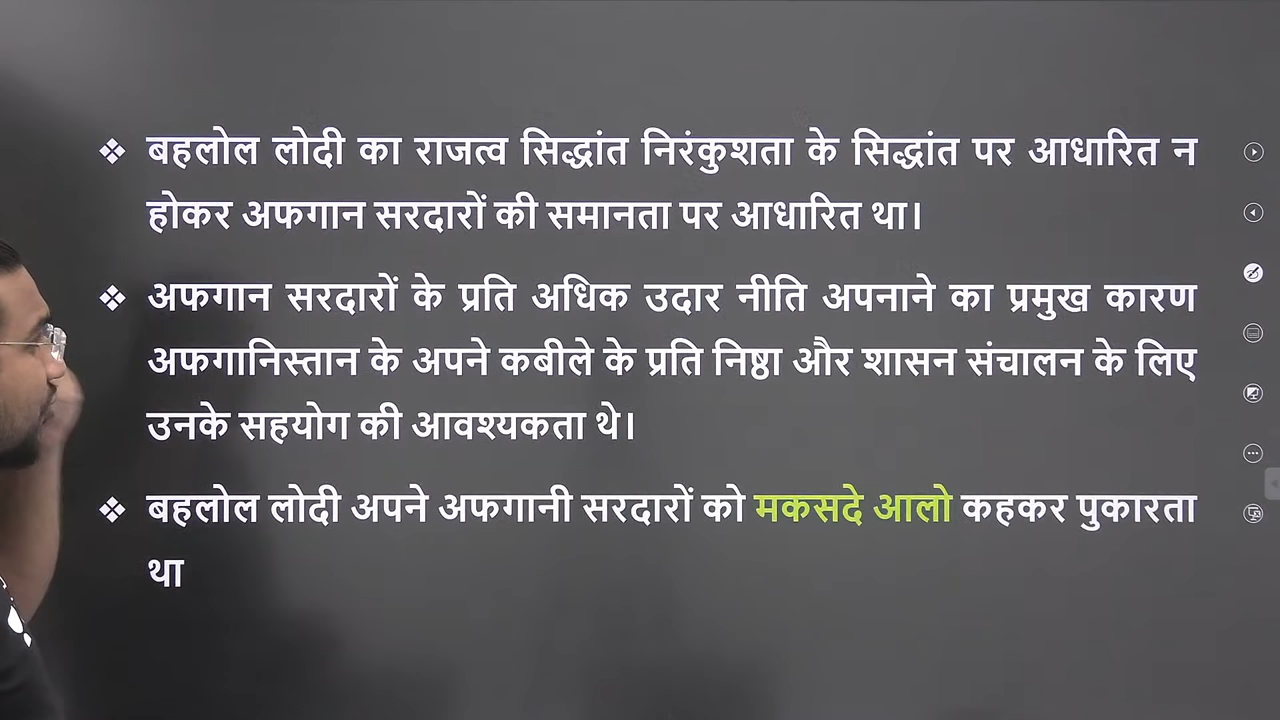 ❖ बहलोल लोदी का राजत्व सिद्धांत निरंकुशता के सिद्धांत पर आधारित न
होकर अफगान सरदारों की समानता पर आधारित था।
❖ अफगान सरदारों के प्रति अधिक उदार नीति अपनाने का प्रमुख कारण
अफगानिस्तान के अपने कबीले के प्रति निष्ठा और शासन संचालन के लिए
उनके सहयोग की आवश्यकता थे।
❖ बहलोल लोदी अपने अफगानी सरदारों को मकसदे आलो कहकर पुकारता
था